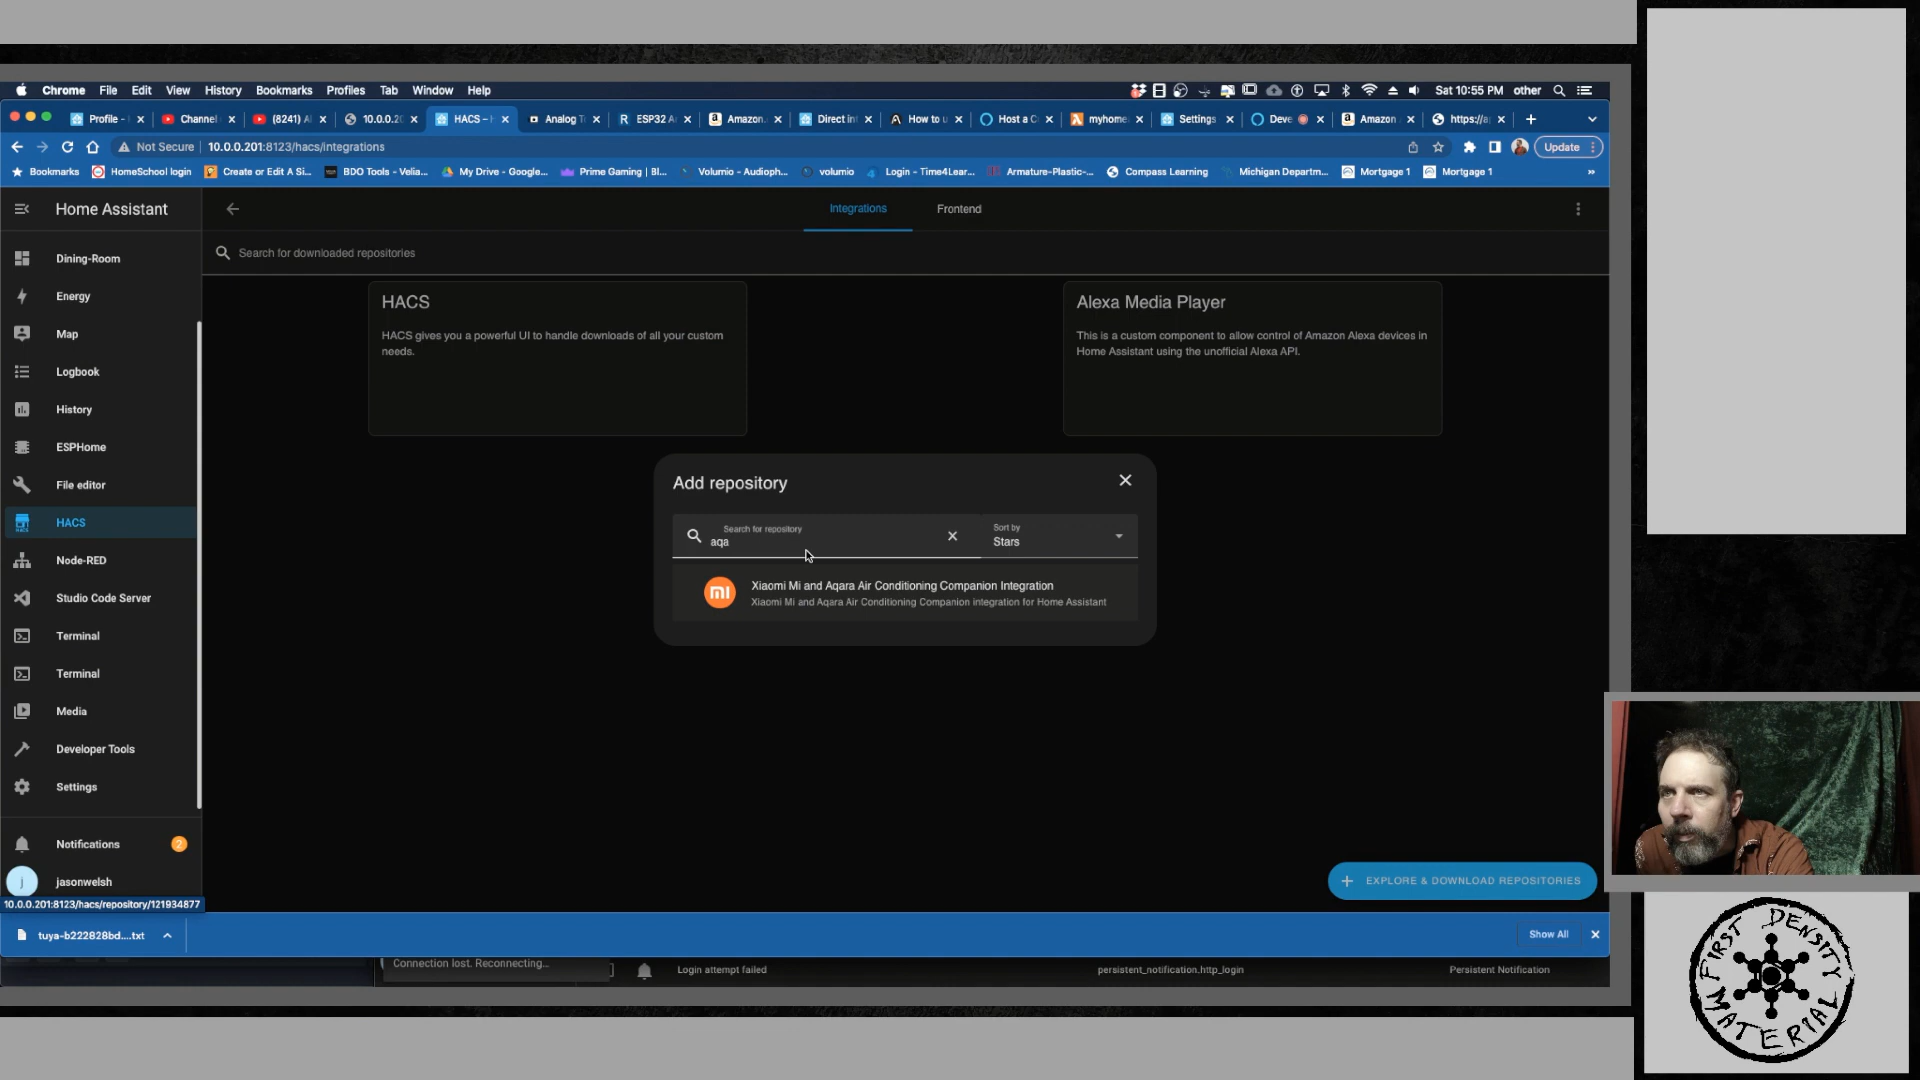 Chrome File Edit View History Bookmarks Profiles Tab Window Help Sat 10:55 PM other
Profile - Channel (8241) Al 10.0.0.20 HACS – H Analog T ESP32 Ar Amazon. Direct in How to u Host a C myhome Settings Deve Amazon https://a
Not Secure 10.0.0.201:8123/hacs/integrations Update
Bookmarks HomeSchool login Create or Edit A Si... BDO Tools - Velia... My Drive - Google... Prime Gaming | Bl... Volumio - Audioph... volumio Login - Time4Lear... Armature-Plastic-... Compass Learning Michigan Departm... Mortgage 1 Mortgage 1 »
Home Assistant Integrations Frontend
Search for downloaded repositories
Dining-Room
Energy
Map
Logbook
History
ESPHome
File editor
HACS
Node-RED
Studio Code Server
Terminal
Terminal
Media
Developer Tools
Settings
Notifications 2
j jasonwelsh
10.0.0.201:8123/hacs/repository/121934877
HACS
HACS gives you a powerful UI to handle downloads of all your custom
needs.
Alexa Media Player
This is a custom component to allow control of Amazon Alexa devices in
Home Assistant using the unofficial Alexa API.
Add repository
Search for repository
aqa
Sort by
Stars
Xiaomi Mi and Aqara Air Conditioning Companion Integration
Xiaomi Mi and Aqara Air Conditioning Companion integration for Home Assistant
EXPLORE & DOWNLOAD REPOSITORIES
tuya-b222828bd....txt Show All
Connection lost. Reconnecting... Login attempt failed persistent_notification.http_login Persistent Notification
FIRST DENSITY
MATERIAL